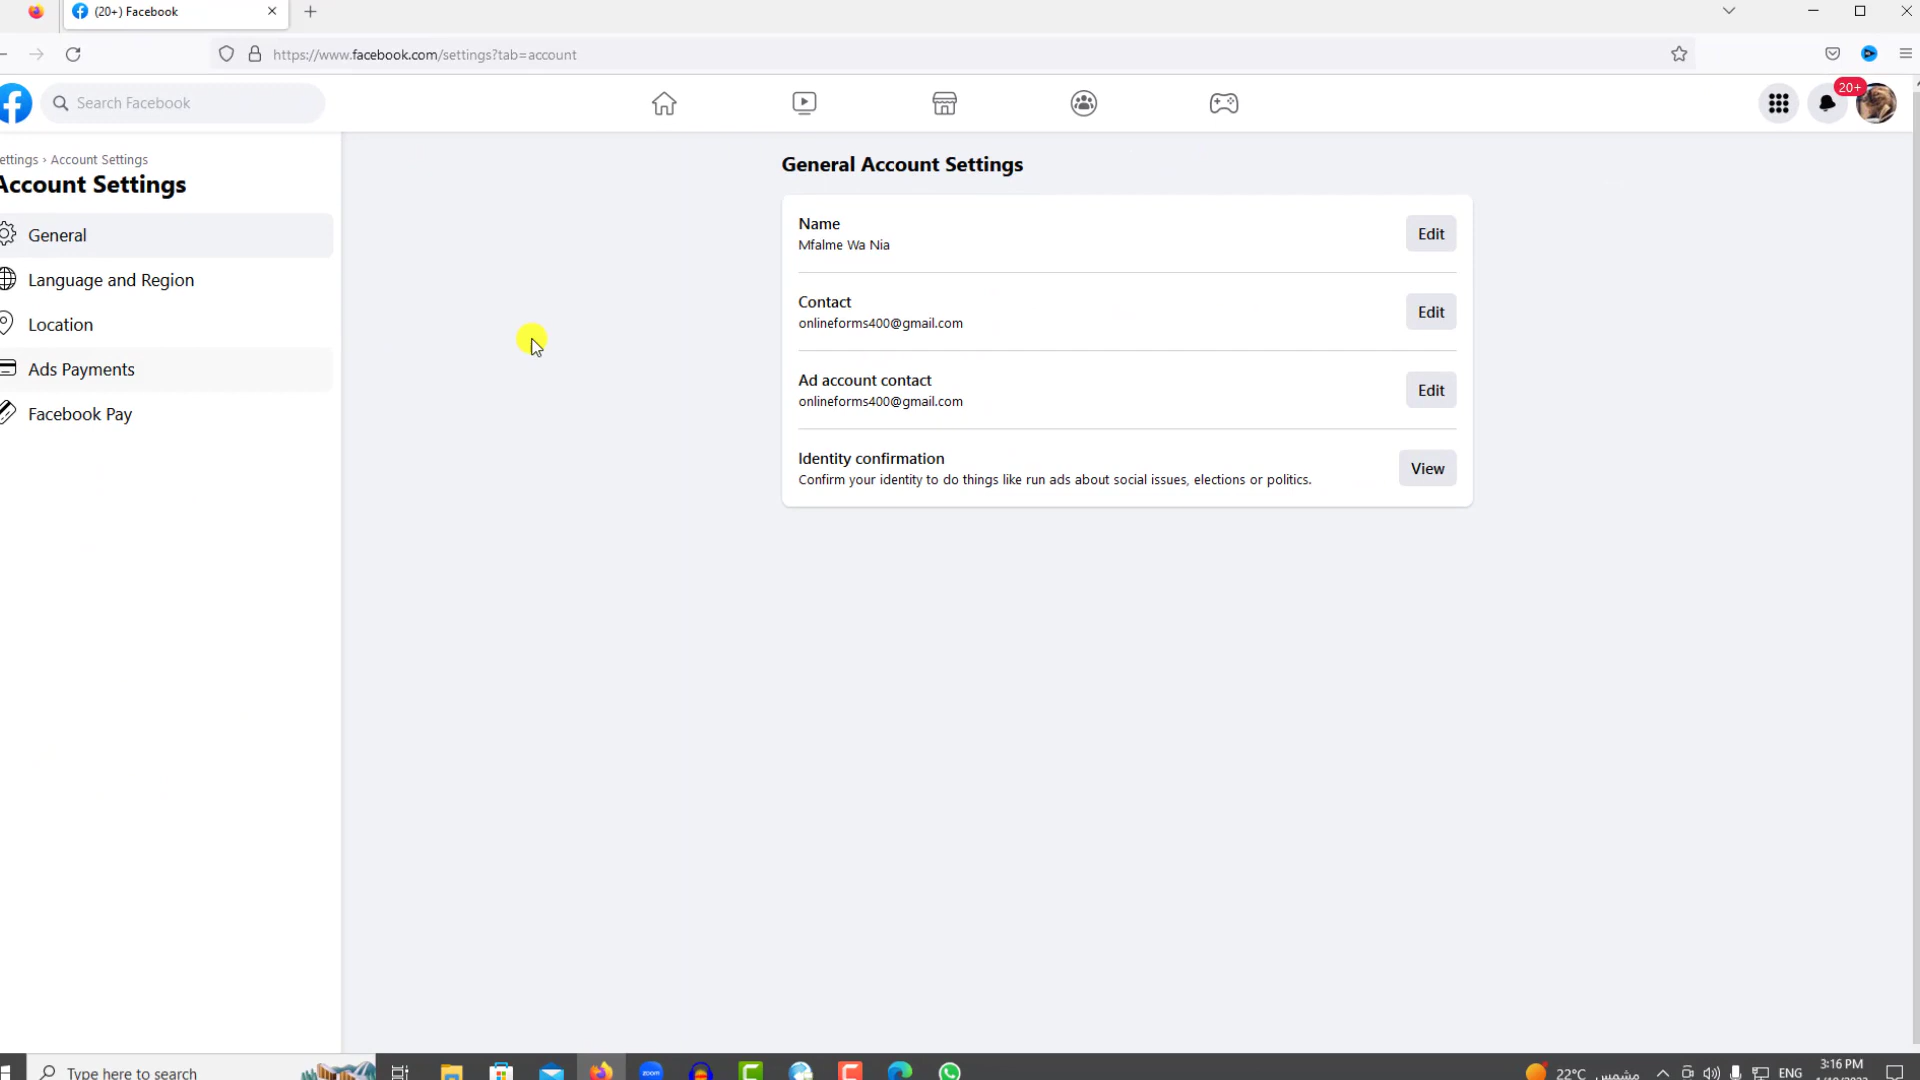 (20+) Facebook
https://www.facebook.com/settings?tab=account
Search Facebook
20+
ettings › Account Settings
Account Settings
General
Language and Region
Location
Ads Payments
Facebook Pay
General Account Settings
Name
Mfalme Wa Nia
Edit
Contact
onlineforms400@gmail.com
Edit
Ad account contact
onlineforms400@gmail.com
Edit
Identity confirmation
Confirm your identity to do things like run ads about social issues, elections or politics.
View
Type here to search
zoom
22°C مشمس
ENG
3:16 PM